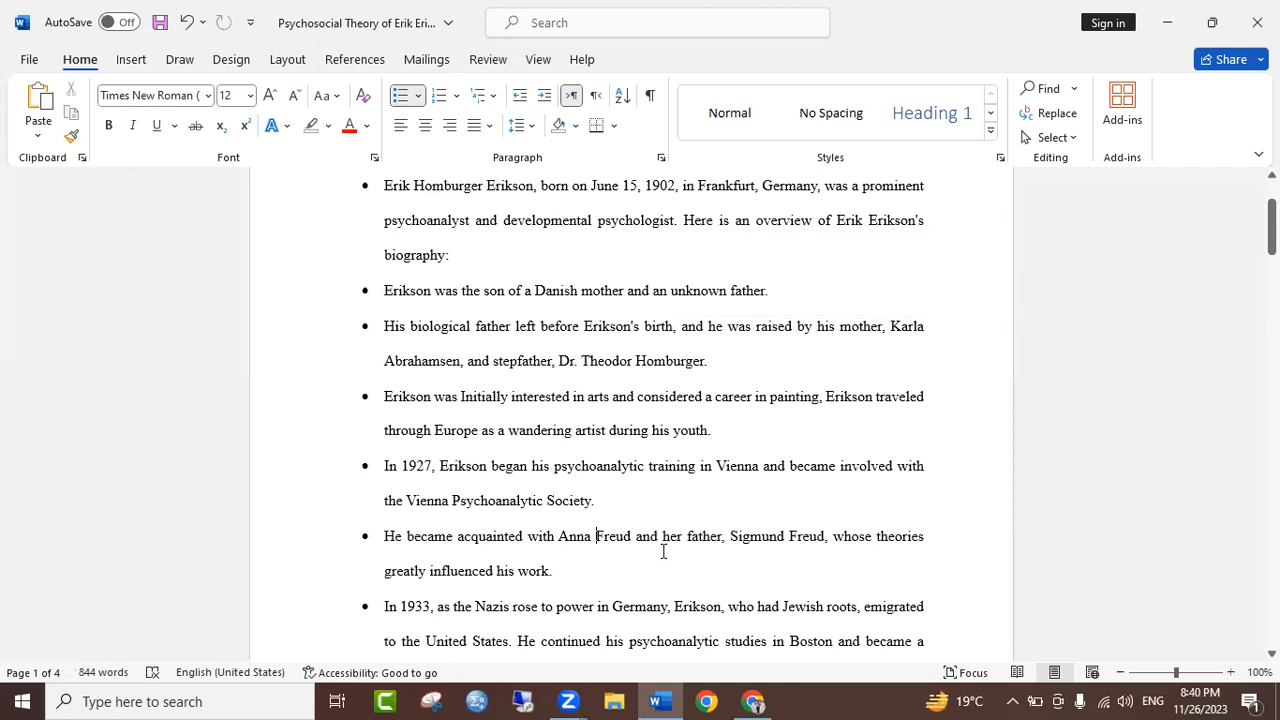 AutoSave Off Psychosocial Theory of Erik Eri... Search Sign in
File Home Insert Draw Design Layout References Mailings Review View Help Share
Times New Roman ( 12 Aa Normal No Spacing Heading 1 Find
Paste Add-ins Replace
B I U ab x₂ x² A A Select
Clipboard Font Paragraph Styles Editing Add-ins
• Erik Homburger Erikson, born on June 15, 1902, in Frankfurt, Germany, was a prominent
psychoanalyst and developmental psychologist. Here is an overview of Erik Erikson's
biography:
• Erikson was the son of a Danish mother and an unknown father.
• His biological father left before Erikson's birth, and he was raised by his mother, Karla
Abrahamsen, and stepfather, Dr. Theodor Homburger.
• Erikson was Initially interested in arts and considered a career in painting, Erikson traveled
through Europe as a wandering artist during his youth.
• In 1927, Erikson began his psychoanalytic training in Vienna and became involved with
the Vienna Psychoanalytic Society.
• He became acquainted with Anna Freud and her father, Sigmund Freud, whose theories
greatly influenced his work.
• In 1933, as the Nazis rose to power in Germany, Erikson, who had Jewish roots, emigrated
to the United States. He continued his psychoanalytic studies in Boston and became a
Page 1 of 4 844 words English (United States) Accessibility: Good to go Focus 100%
Type here to search 19°C ENG 8:40 PM
11/26/2023